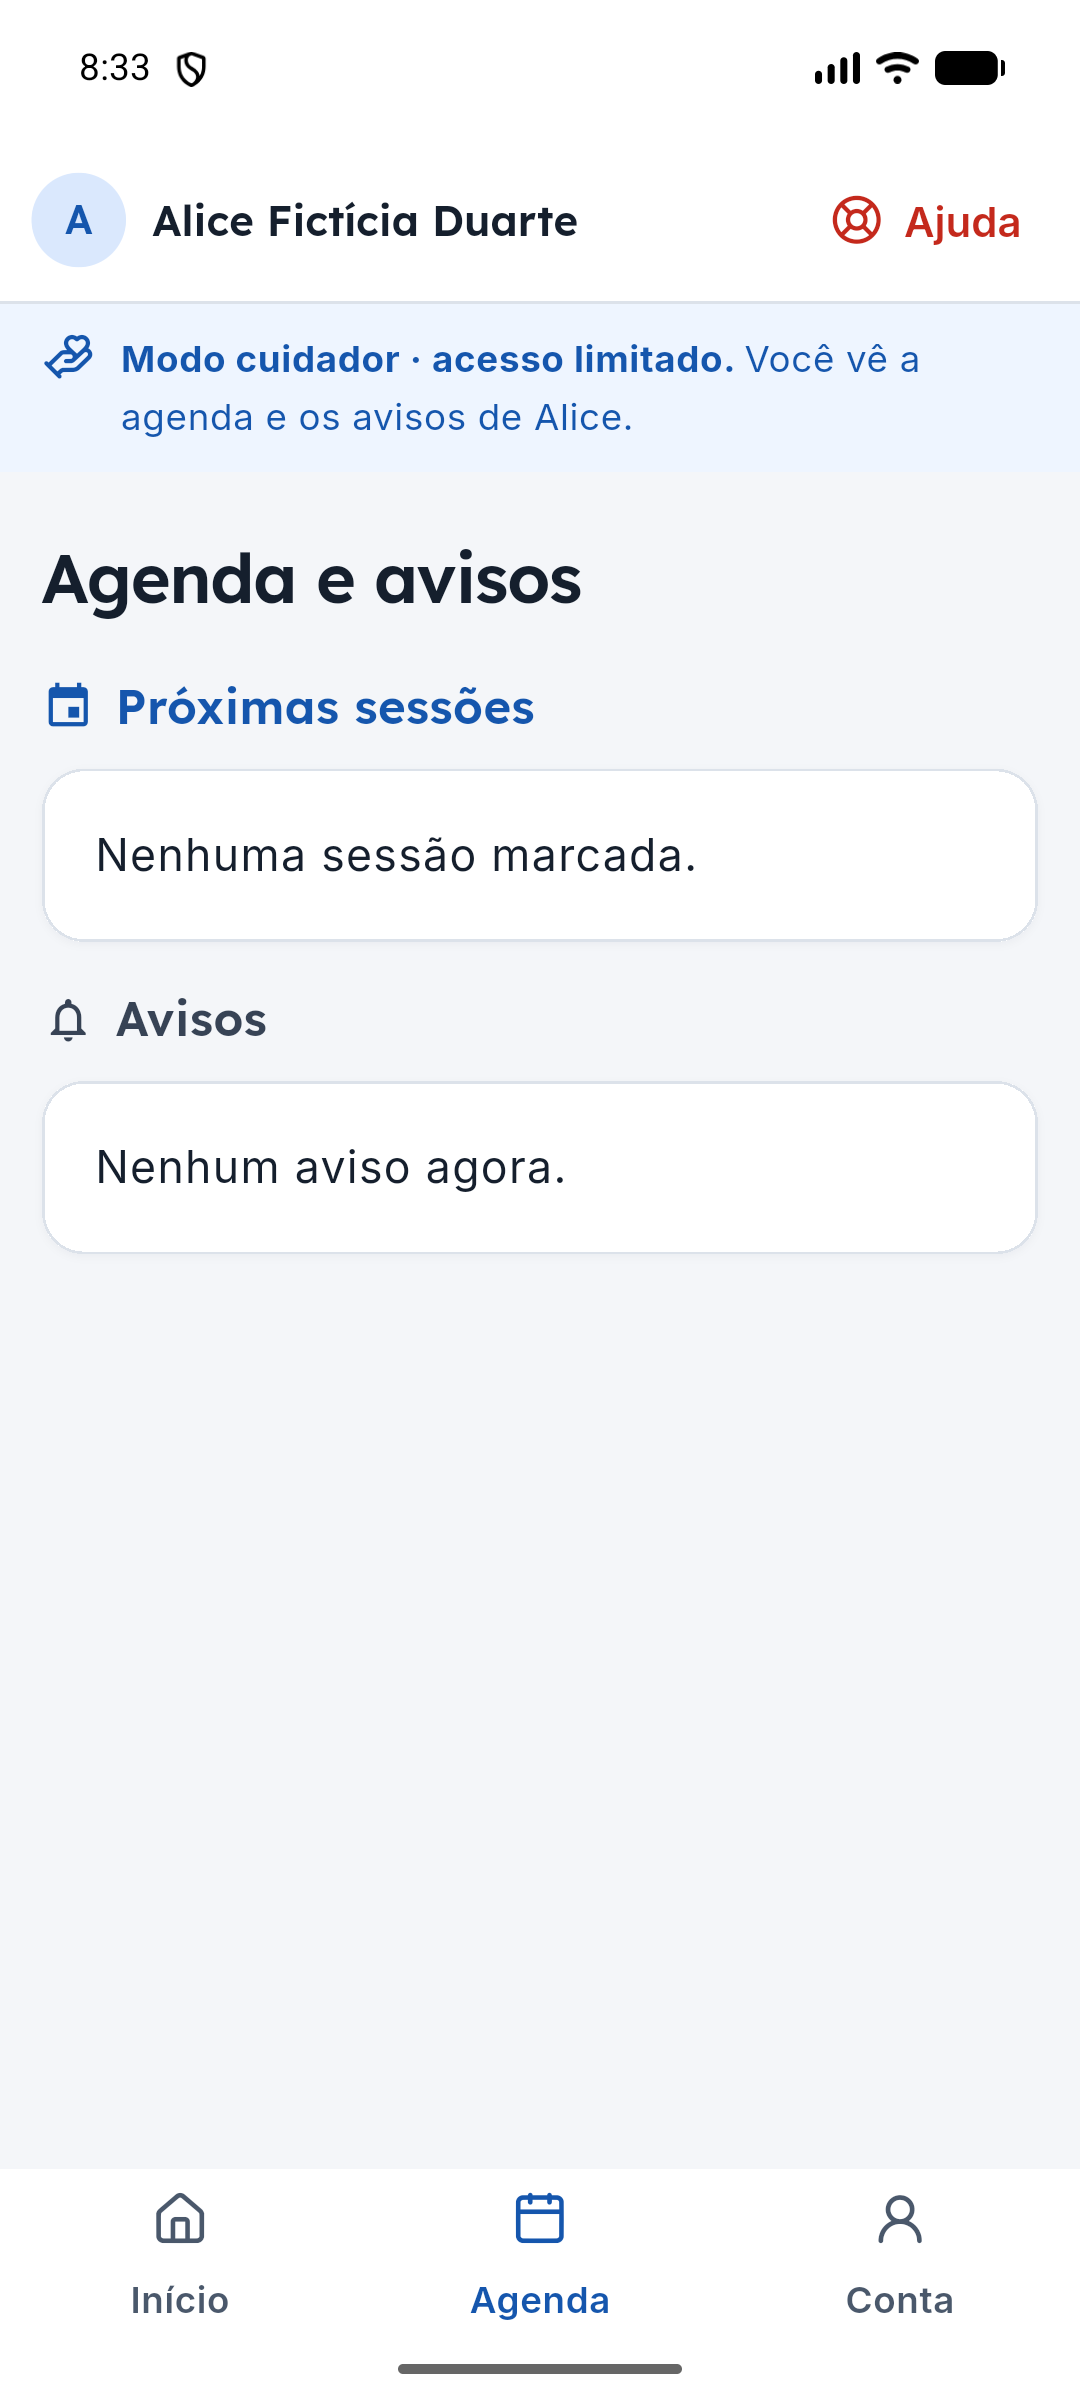 8:33
A
Alice Fictícia Duarte
Ajuda
Modo cuidador · acesso limitado. Você vê a
agenda e os avisos de Alice.
Agenda e avisos
Próximas sessões
Nenhuma sessão marcada.
Avisos
Nenhum aviso agora.
Início
Agenda
Conta